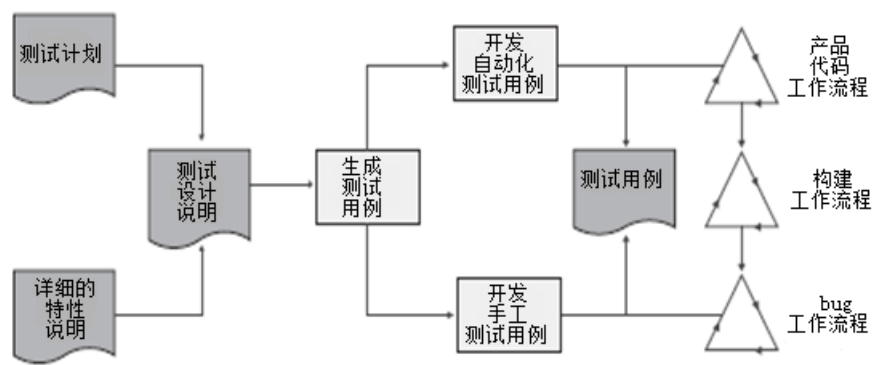 测试计划
测试
设计
说明
详细的
特性
说明
生成
测试
用例
开发
自动化
测试用例
开发
手工
测试用例
测试用例
产品
代码
工作流程
构建
工作流程
bug
工作流程